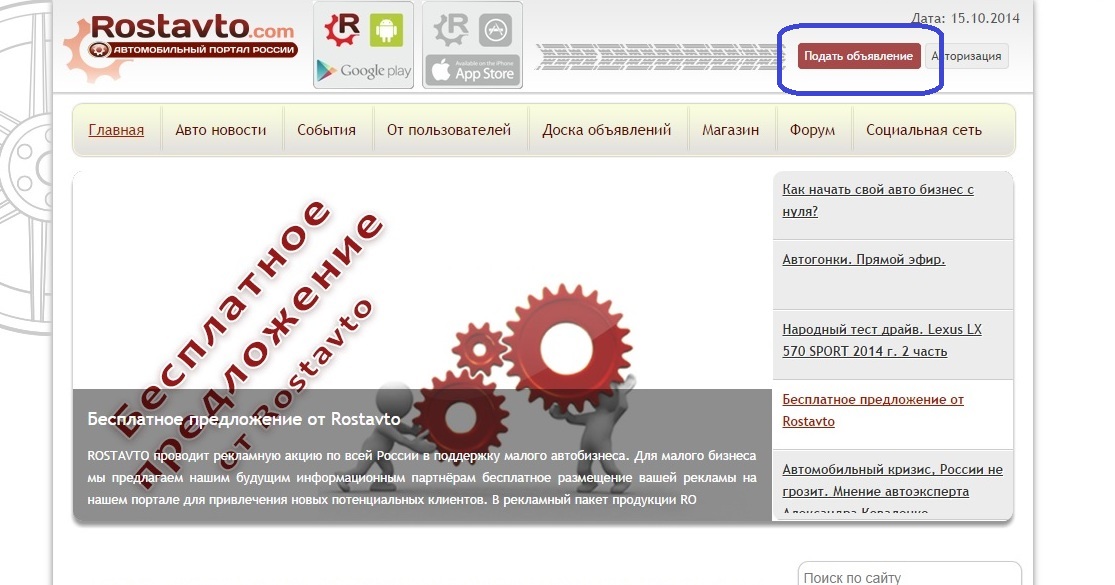 Rostavto.com
АВТОМОБИЛЬНЫЙ ПОРТАЛ РОССИИ
R
Google play
R
Available on the iPhone
App Store
Дата: 15.10.2014
Подать объявление
Авторизация
Главная
Авто новости
События
От пользователей
Доска объявлений
Магазин
Форум
Социальная сеть
Бесплатное
предложение
от Rostavto
Бесплатное предложение от Rostavto
ROSTAVTO проводит рекламную акцию по всей России в поддержку малого автобизнеса. Для малого бизнеса
мы предлагаем нашим будущим информационным партнёрам бесплатное размещение вашей рекламы на
нашем портале для привлечения новых потенциальных клиентов. В рекламный пакет продукции RO
Как начать свой авто бизнес с
нуля?
Автогонки. Прямой эфир.
Народный тест драйв. Lexus LX
570 SPORT 2014 г. 2 часть
Бесплатное предложение от
Rostavto
Автомобильный кризис, России не
грозит. Мнение автоэксперта
Александра Коваленко
Поиск по сайту